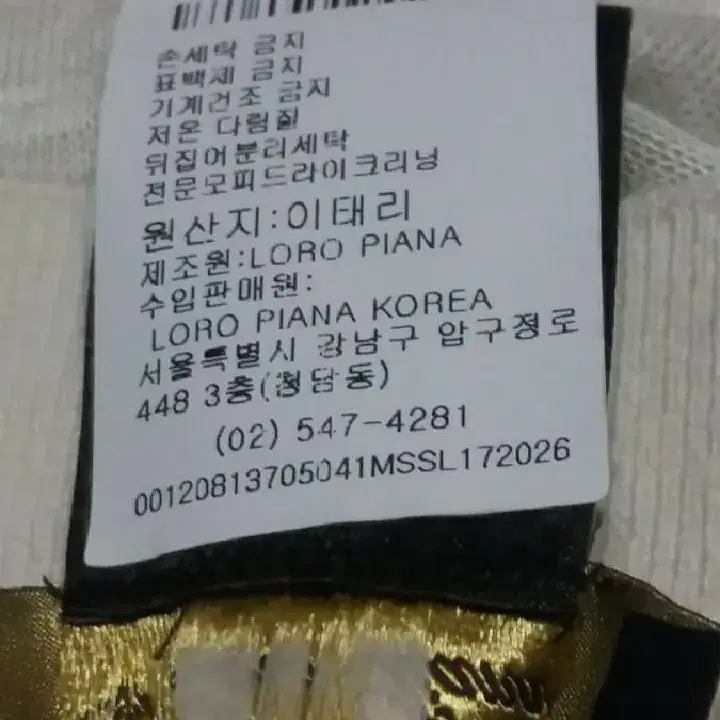 손세탁 금지
표백제 금지
기계건조 금지
저온 다림질
뒤집어분리세탁
전문모피드라이크리닝
원산지:이태리
제조원:LORO PIANA
수입판매원:
LORO PIANA KOREA
서울특별시 강남구 압구정로
448 3층(청담동)
(02) 547-4281
00120813705041MSSL172026